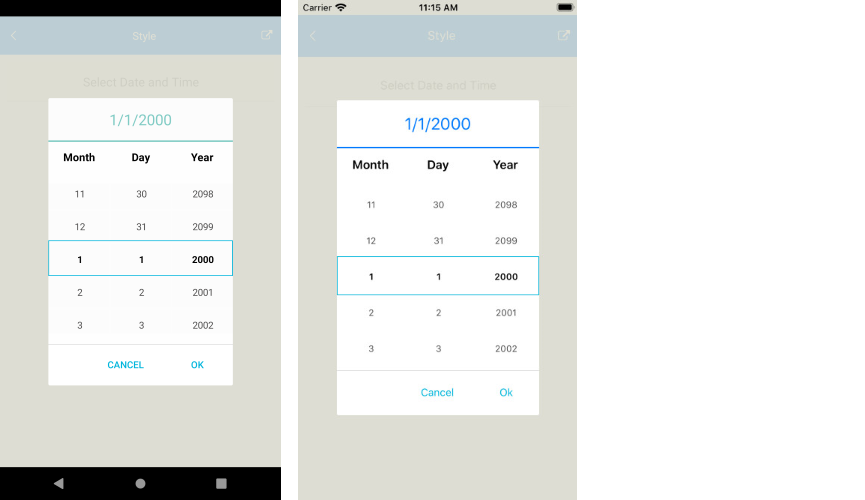 Style
Select Date and Time
1/1/2000
Month Day Year
11 30 2098
12 31 2099
1 1 2000
2 2 2001
3 3 2002
CANCEL OK
Carrier 11:15 AM
Style
Select Date and Time
1/1/2000
Month Day Year
11 30 2098
12 31 2099
1 1 2000
2 2 2001
3 3 2002
Cancel Ok